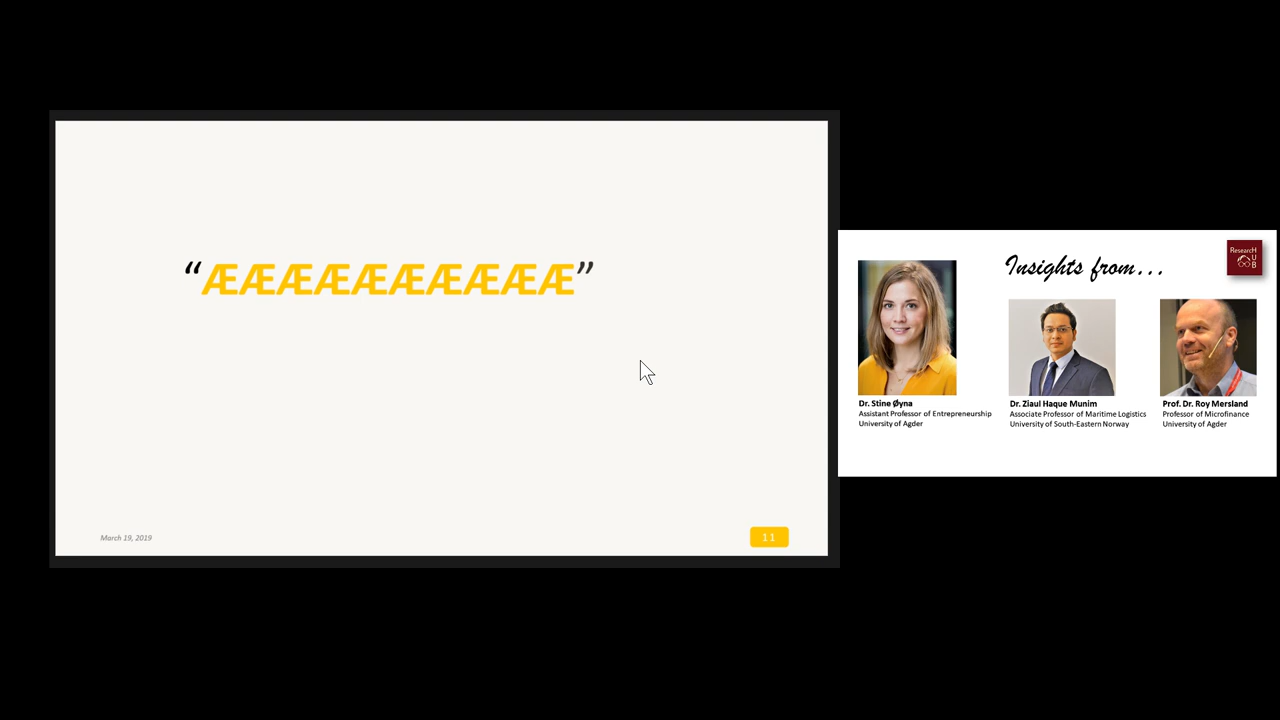 “ÆÆÆÆÆÆÆÆÆÆ”
March 19, 2019
11
Insights from...
ResearcH
U
B
Dr. Stine Øyna
Assistant Professor of Entrepreneurship
University of Agder
Dr. Ziaul Haque Munim
Associate Professor of Maritime Logistics
University of South-Eastern Norway
Prof. Dr. Roy Mersland
Professor of Microfinance
University of Agder